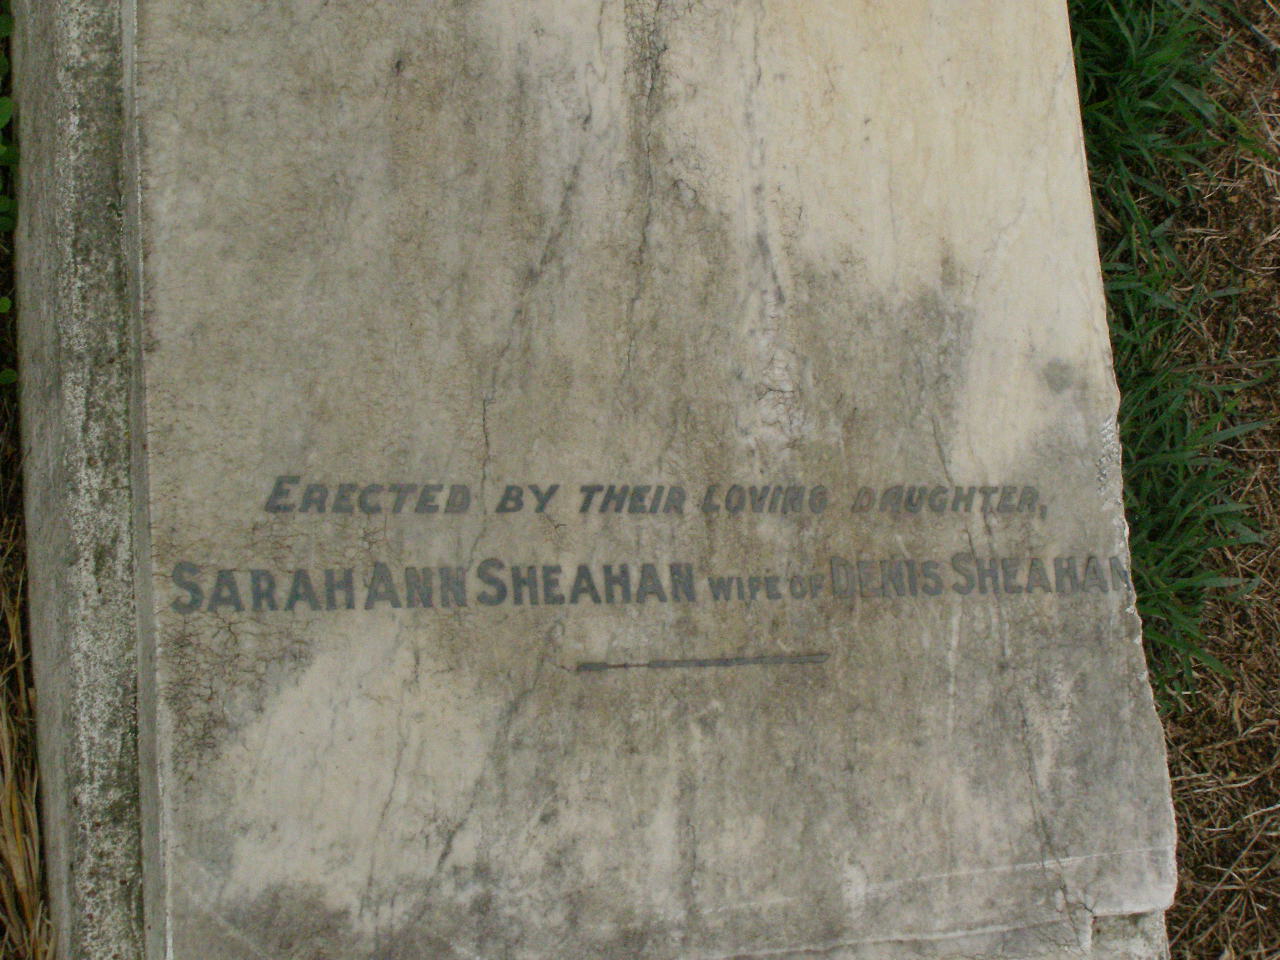 ERECTED BY THEIR LOVING DAUGHTER,
SARAH ANN SHEAHAN WIFE OF DENIS SHEAHAN